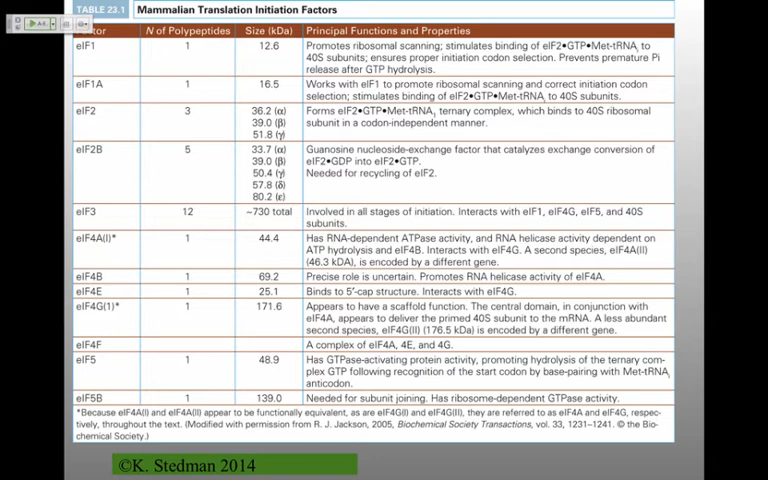 TABLE 23.1 Mammalian Translation Initiation Factors
N of Polypeptides Size (kDa) Principal Functions and Properties
eIF1 1 12.6 Promotes ribosomal scanning; stimulates binding of eIF2•GTP•Met-tRNAi to
40S subunits; ensures proper initiation codon selection. Prevents premature Pi
release after GTP hydrolysis.
eIF1A 1 16.5 Works with eIF1 to promote ribosomal scanning and correct initiation codon
selection; stimulates binding of eIF2•GTP•Met-tRNAi to 40S subunits.
eIF2 3 36.2 (α) Forms eIF2•GTP•Met-tRNAi ternary complex, which binds to 40S ribosomal
39.0 (β) subunit in a codon-independent manner.
51.8 (γ)
eIF2B 5 33.7 (α) Guanosine nucleoside-exchange factor that catalyzes exchange conversion of
39.0 (β) eIF2•GDP into eIF2•GTP.
50.4 (γ) Needed for recycling of eIF2.
57.8 (δ)
80.2 (ε)
eIF3 12 ~730 total Involved in all stages of initiation. Interacts with eIF1, eIF4G, eIF5, and 40S
subunits.
eIF4A(I)* 1 44.4 Has RNA-dependent ATPase activity, and RNA helicase activity dependent on
ATP hydrolysis and eIF4B. Interacts with eIF4G. A second species, eIF4A(II)
(46.3 kDA), is encoded by a different gene.
eIF4B 1 69.2 Precise role is uncertain. Promotes RNA helicase activity of eIF4A.
eIF4E 1 25.1 Binds to 5′-cap structure. Interacts with eIF4G.
eIF4G(1)* 1 171.6 Appears to have a scaffold function. The central domain, in conjunction with
eIF4A, appears to deliver the primed 40S subunit to the mRNA. A less abundant
second species, eIF4G(II) (176.5 kDa) is encoded by a different gene.
eIF4F A complex of eIF4A, 4E, and 4G.
eIF5 1 48.9 Has GTPase-activating protein activity, promoting hydrolysis of the ternary com-
plex GTP following recognition of the start codon by base-pairing with Met-tRNAi
anticodon.
eIF5B 1 139.0 Needed for subunit joining. Has ribosome-dependent GTPase activity.
*Because eIF4A(I) and eIF4A(II) appear to be functionally equivalent, as are eIF4G(I) and eIF4G(II), they are referred to as eIF4A and eIF4G, respec-
tively, throughout the text. (Modified with permission from R. J. Jackson, 2005, Biochemical Society Transactions, vol. 33, 1231–1241. © the Bio-
chemical Society.)
©K. Stedman 2014